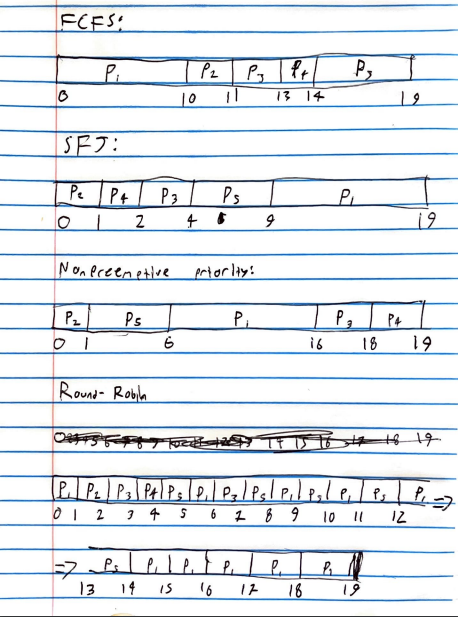 FCFS:
P1 P2 P3 P4 P3
0 10 11 13 14 19
SFJ:
P2 P4 P3 P5 P1
0 1 2 4 9 19
Nonpreemptive priority:
P2 P5 P1 P3 P4
0 1 6 16 18 19
Round-Robin
P1 P2 P3 P4 P5 P1 P3 P5 P1 P5 P1 P5 P1 =>
0 1 2 3 4 5 6 7 8 9 10 11 12
=> P5 P1 P1 P1 P1 P1
13 14 15 16 17 18 19